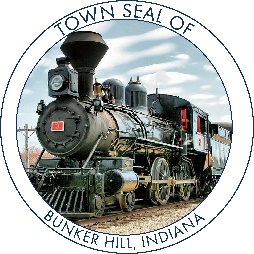 TOWN SEAL OF
BUNKER HILL, INDIANA